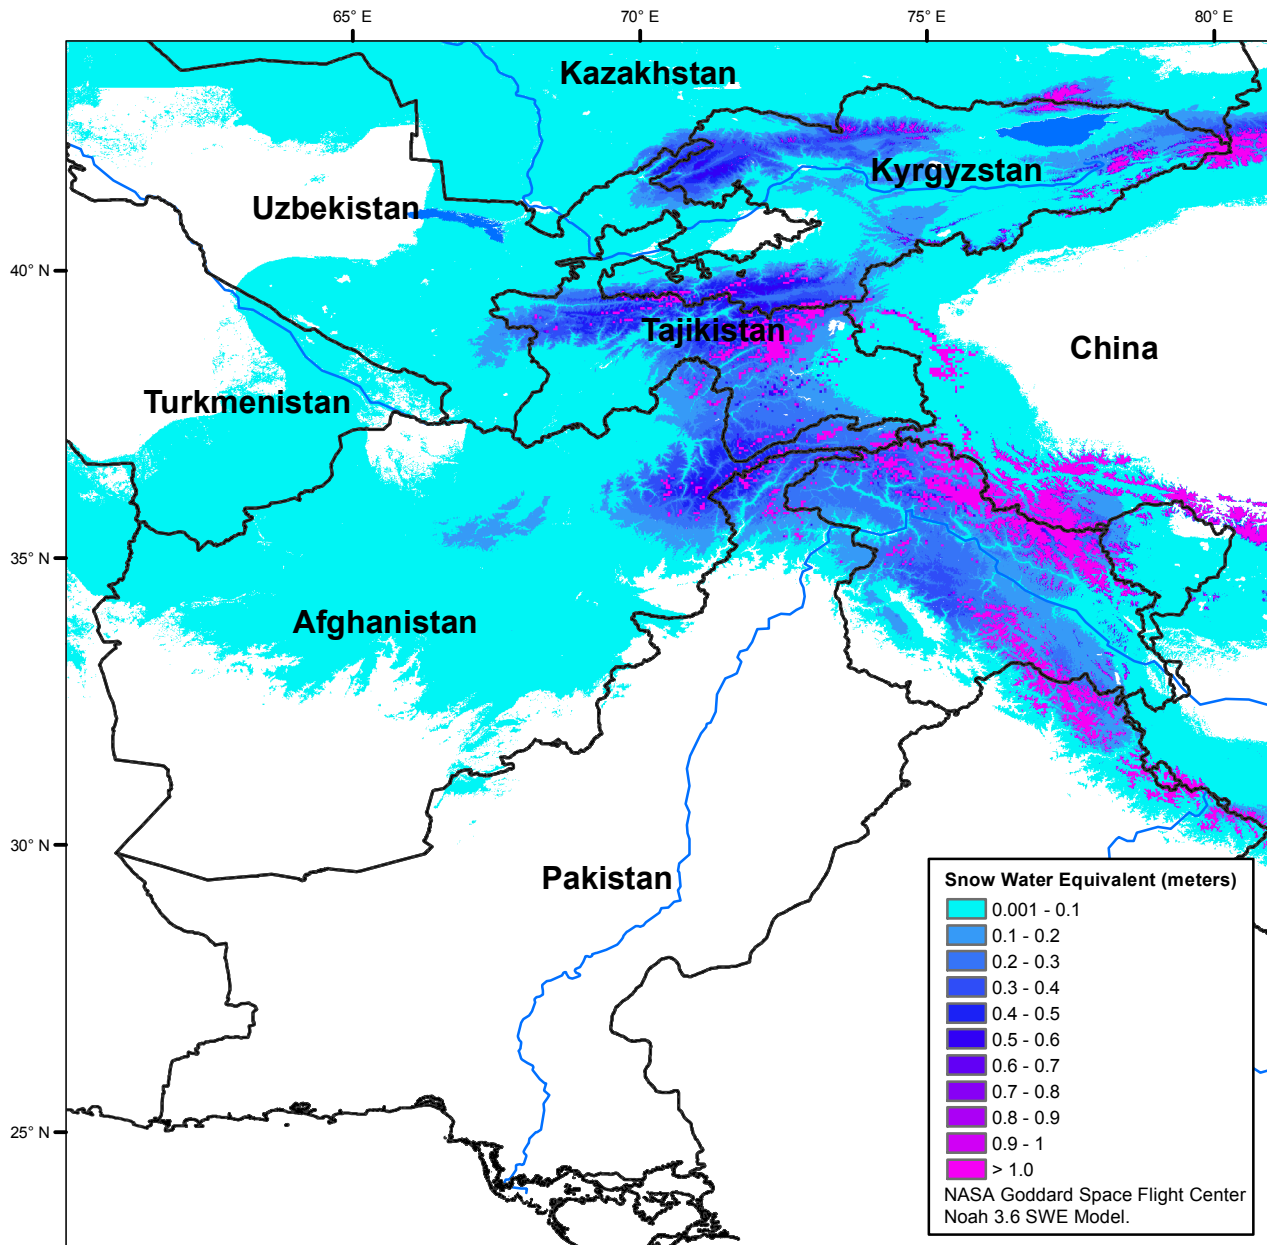 65° E
70° E
75° E
80° E
Kazakhstan
Kyrgyzstan
Uzbekistan
40° N
Tajikistan
China
Turkmenistan
35° N
Afghanistan
30° N
Pakistan
25° N
Snow Water Equivalent (meters)
0.001 - 0.1
0.1 - 0.2
0.2 - 0.3
0.3 - 0.4
0.4 - 0.5
0.5 - 0.6
0.6 - 0.7
0.7 - 0.8
0.8 - 0.9
0.9 - 1
> 1.0
NASA Goddard Space Flight Center
Noah 3.6 SWE Model.